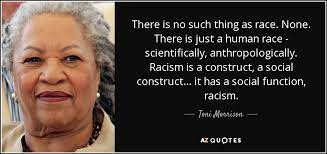 There is no such thing as race. None.
There is just a human race -
scientifically, anthropologically.
Racism is a construct, a social
construct... it has a social function,
racism.
Toni Morrison
AZ QUOTES